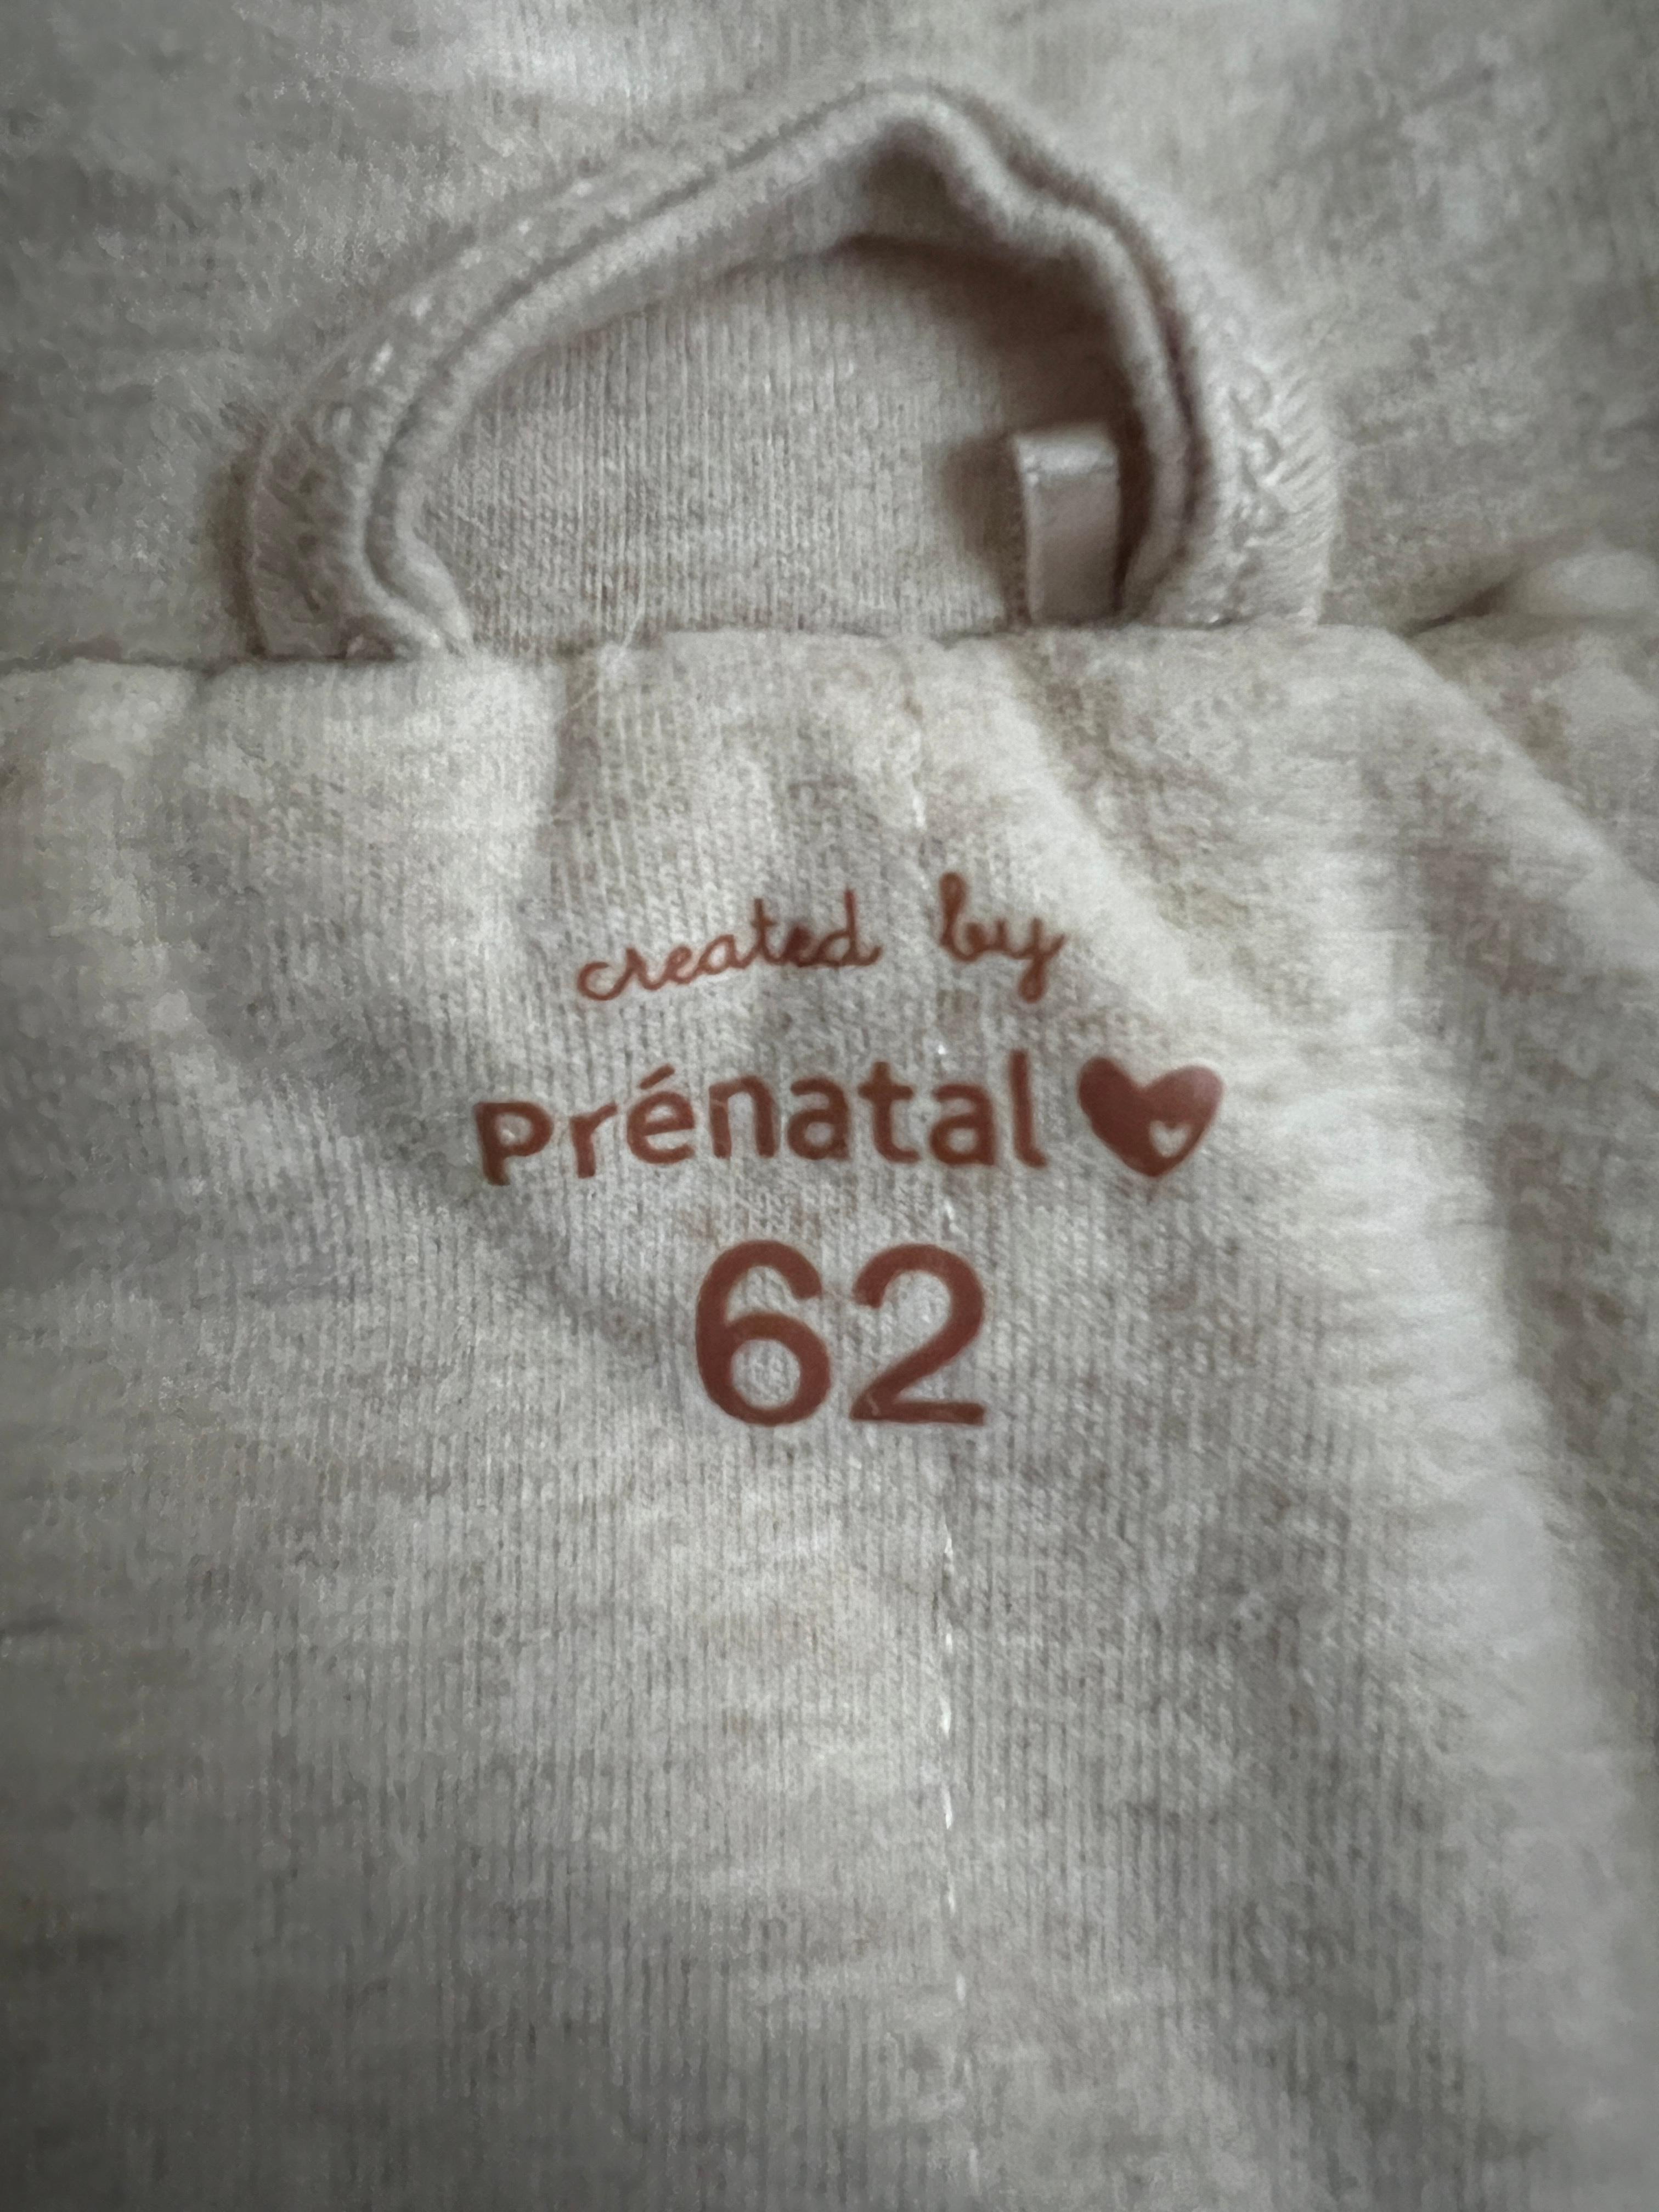 created by
Prénatal
62